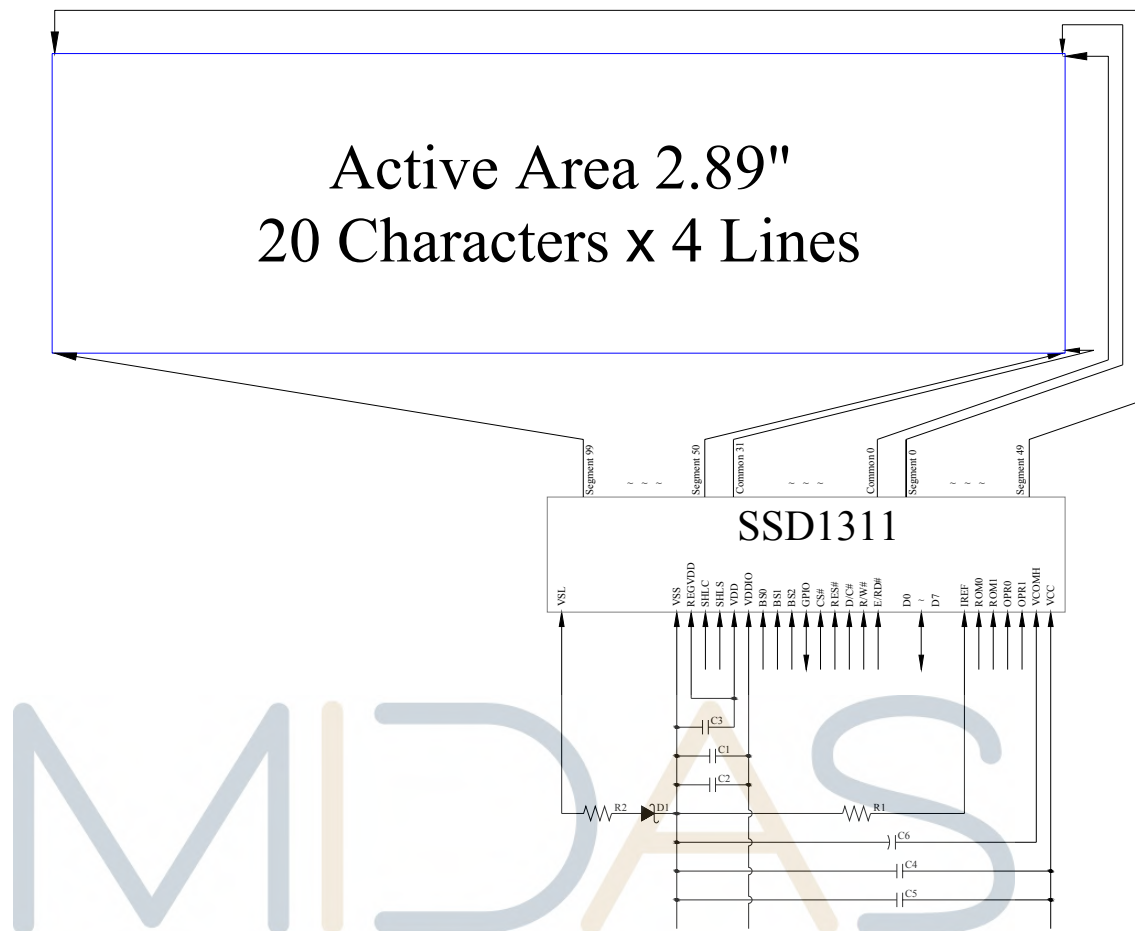 Active Area 2.89"
20 Characters x 4 Lines
Segment 99
~ ~ ~
Segment 50
Common 31
~ ~ ~
Common 0
Segment 0
~ ~ ~
Segment 49
SSD1311
VSL
VSS
REGVDD
SHLC
SHLS
VDD
VDDIO
BS0
BS1
BS2
GPIO
CS#
RES#
D/C#
R/W#
E/RD#
D0
~
D7
IREF
ROM0
ROM1
OPR0
OPR1
VCOMH
VCC
C3
C1
C2
R2
D1
R1
C6
C4
C5
MIDAS